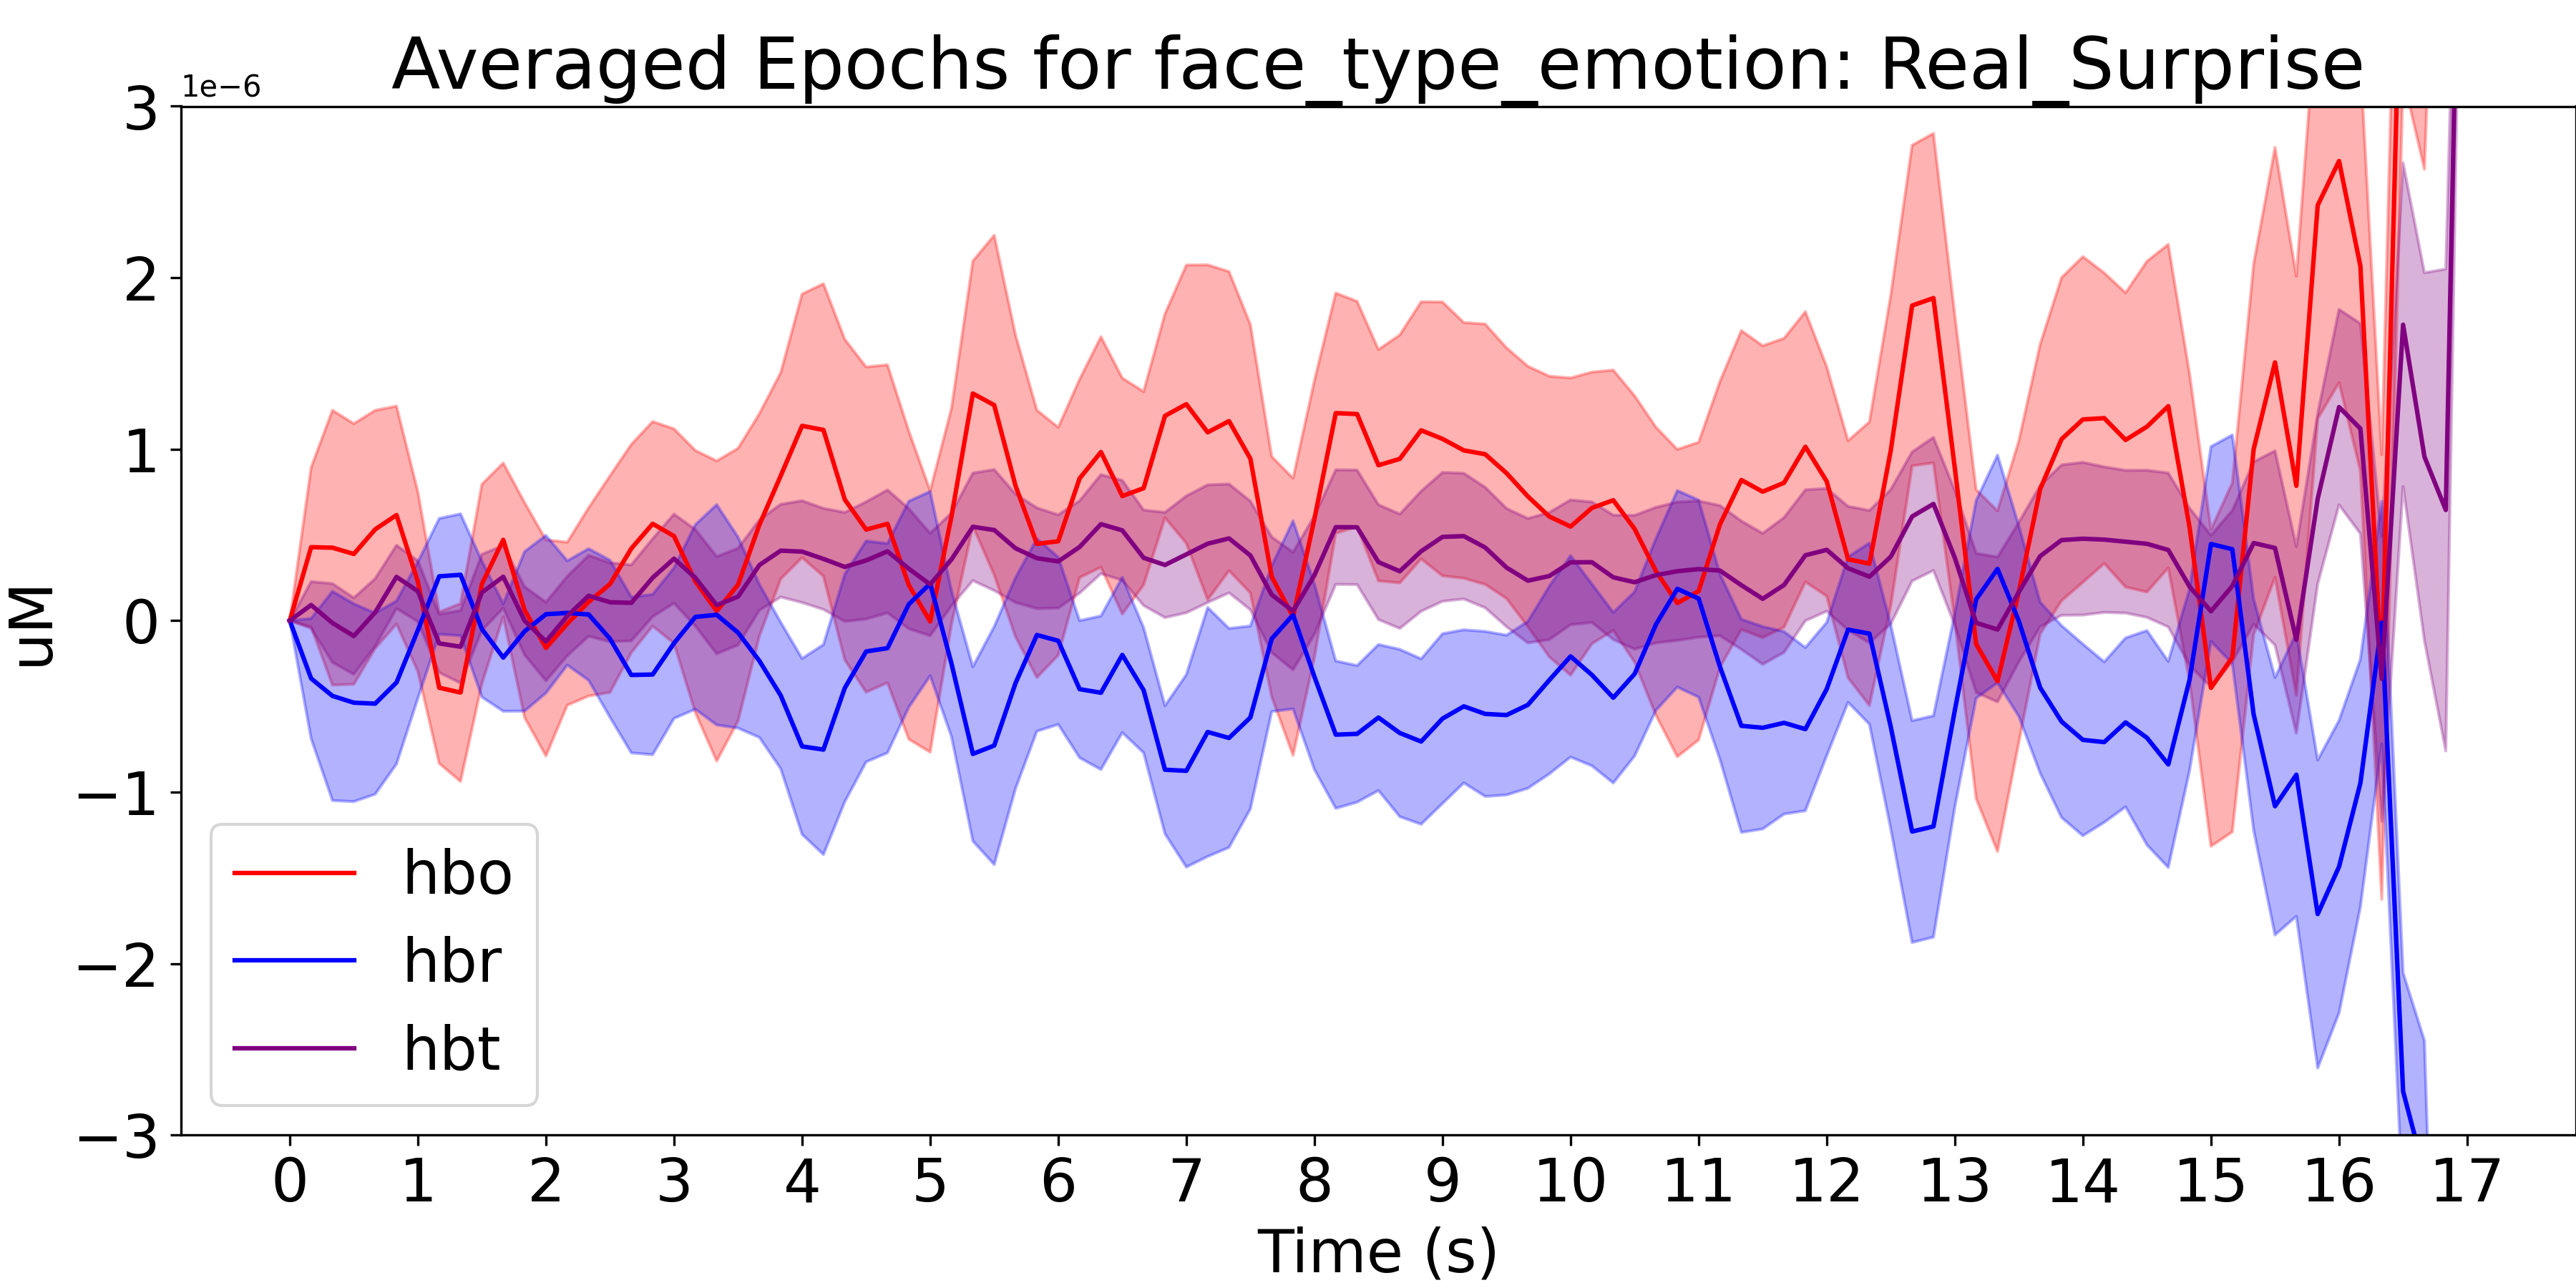 Averaged Epochs for face_type_emotion: Real_Surprise
1e−6
3
2
1
0
−1
−2
−3
uM
hbo
hbr
hbt
0 1 2 3 4 5 6 7 8 9 10 11 12 13 14 15 16 17
Time (s)